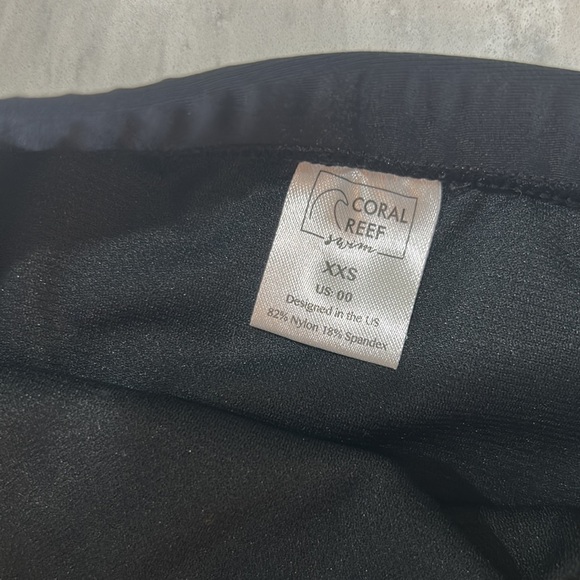 CORAL
REEF
swim
XXS
US: 00
Designed in the US
82% Nylon 18% Spandex